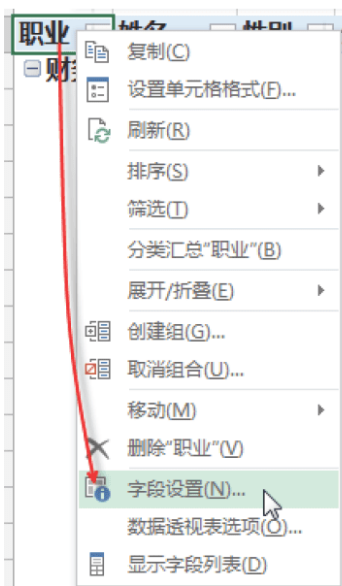 职业 姓名 性别
财
复制(C)
设置单元格格式(F)...
刷新(R)
排序(S)
筛选(T)
分类汇总"职业"(B)
展开/折叠(E)
创建组(G)...
取消组合(U)...
移动(M)
删除"职业"(V)
字段设置(N)...
数据透视表选项(O)...
显示字段列表(D)